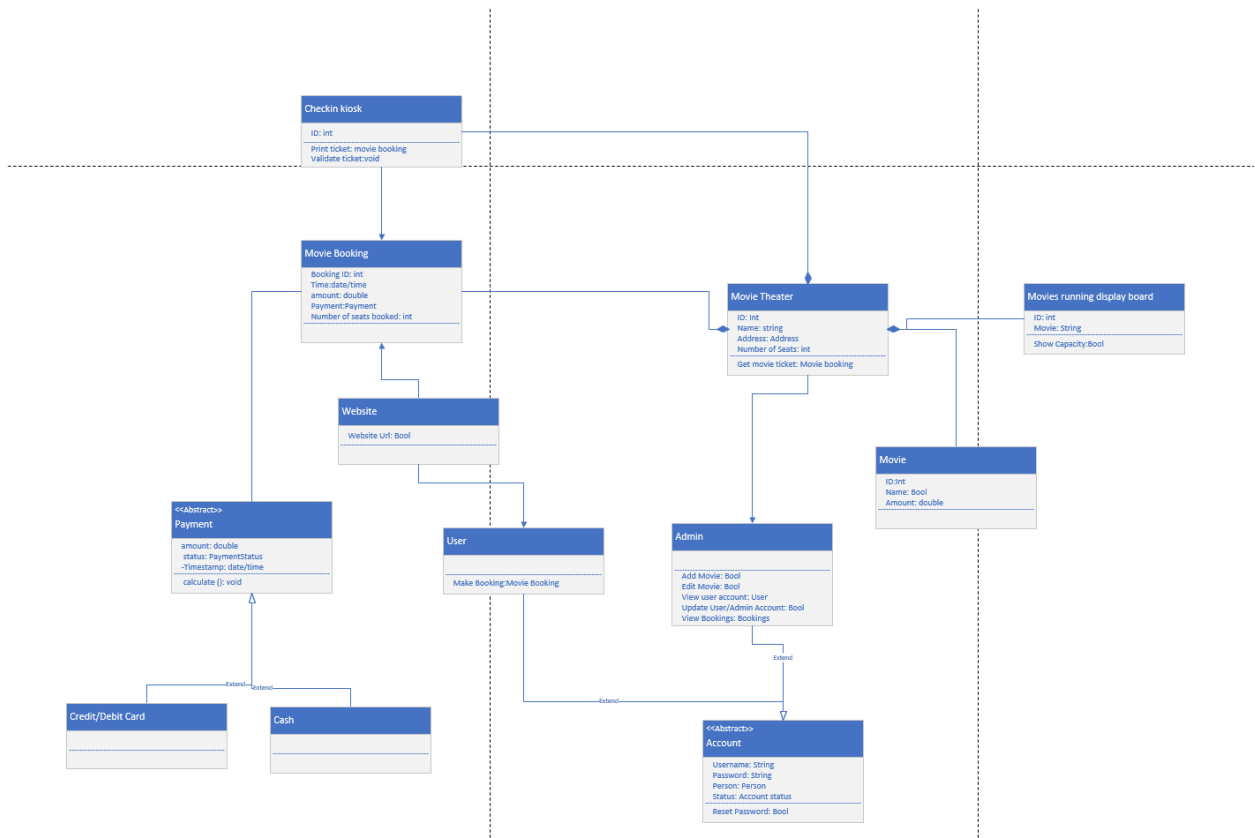 Checkin kiosk
ID: int
Print ticket: movie booking
Validate ticket:void
Movie Booking
Booking ID: int
Time:date/time
amount: double
Payment:Payment
Number of seats booked: int
Movie Theater
ID: Int
Name: string
Address: Address
Number of Seats: int
Get movie ticket: Movie booking
Movies running display board
ID: int
Movie: String
Show Capacity:Bool
Website
Website Url: Bool
Movie
ID:Int
Name: Bool
Amount: double
<<Abstract>>
Payment
amount: double
status: PaymentStatus
-Timestamp: date/time
calculate (): void
User
Make Booking:Movie Booking
Admin
Add Movie: Bool
Edit Movie: Bool
View user account: User
Update User/Admin Account: Bool
View Bookings: Bookings
Extend
Extend
Extend
Extend
Credit/Debit Card
Cash
<<Abstract>>
Account
Username: String
Password: String
Person: Person
Status: Account status
Reset Password: Bool